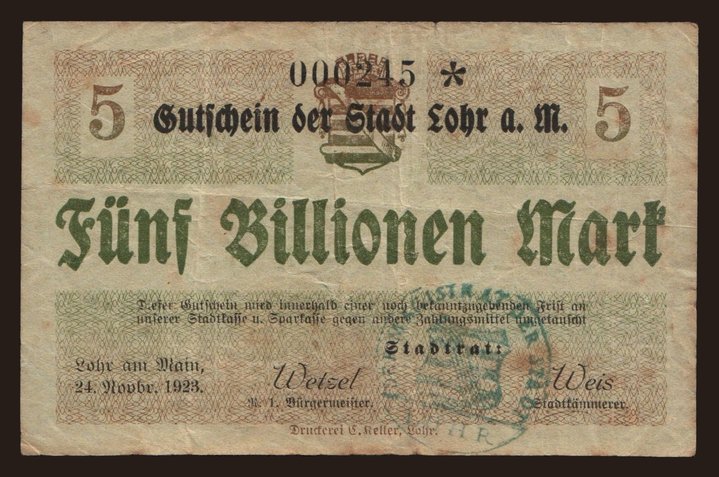 000245 *
5 5
Gutschein der Stadt Lohr a. M.
Fünf Billionen Mark
Dieser Gutschein wird innerhalb einer noch bekanntzugebenden Frist an
unserer Stadtkasse u. Sparkasse gegen andere Zahlungsmittel umgetauscht
Stadtrat:
Lohr am Main,
24. Novbr. 1923.
Wetzel
R. 1. Bürgermeister.
Weis
Stadtkämmerer.
Druckerei C. Keller, Lohr.